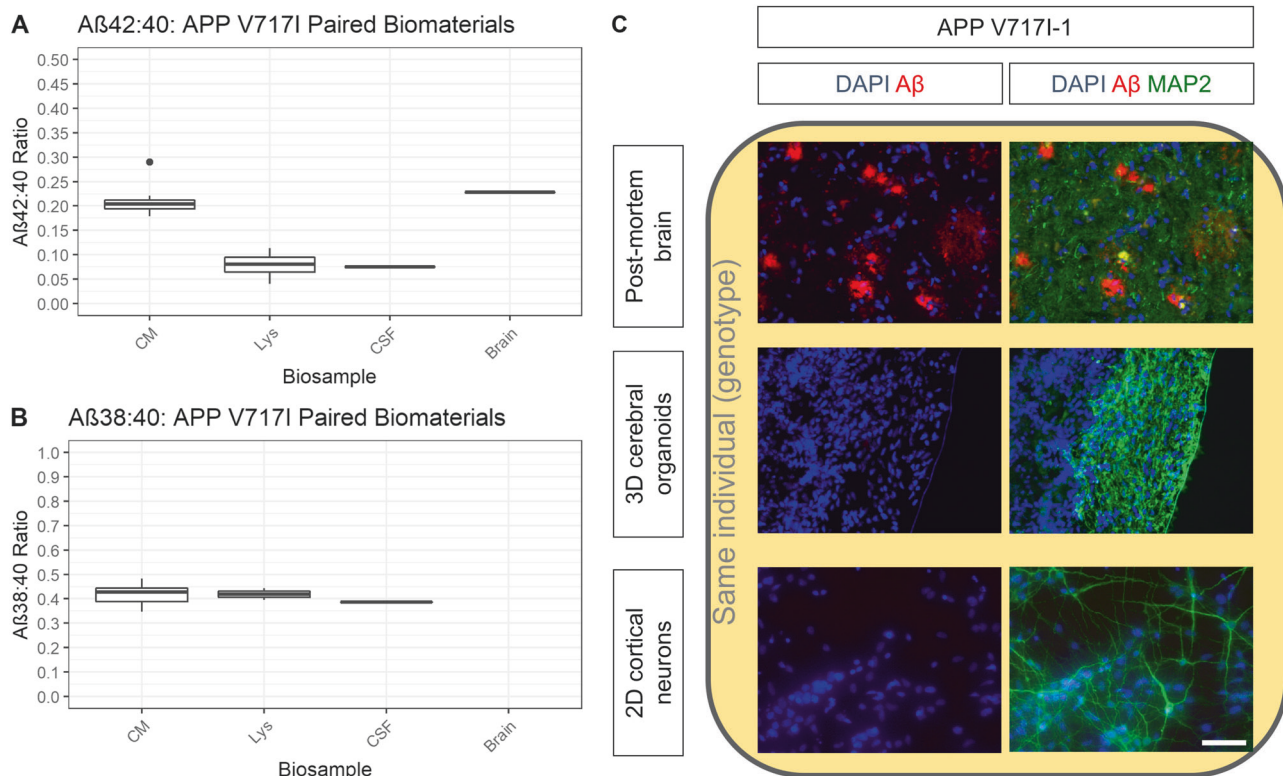 A
Aß42:40: APP V717I Paired Biomaterials
Aß42:40 Ratio
0.50
0.45
0.40
0.35
0.30
0.25
0.20
0.15
0.10
0.05
0.00
CM
Lys
CSF
Brain
Biosample
B
Aß38:40: APP V717I Paired Biomaterials
Aß38:40 Ratio
1.0
0.9
0.8
0.7
0.6
0.5
0.4
0.3
0.2
0.1
0.0
CM
Lys
CSF
Brain
Biosample
C
APP V717I-1
DAPI Aβ
DAPI Aβ MAP2
Same individual (genotype)
Post-mortem
brain
3D cerebral
organoids
2D cortical
neurons